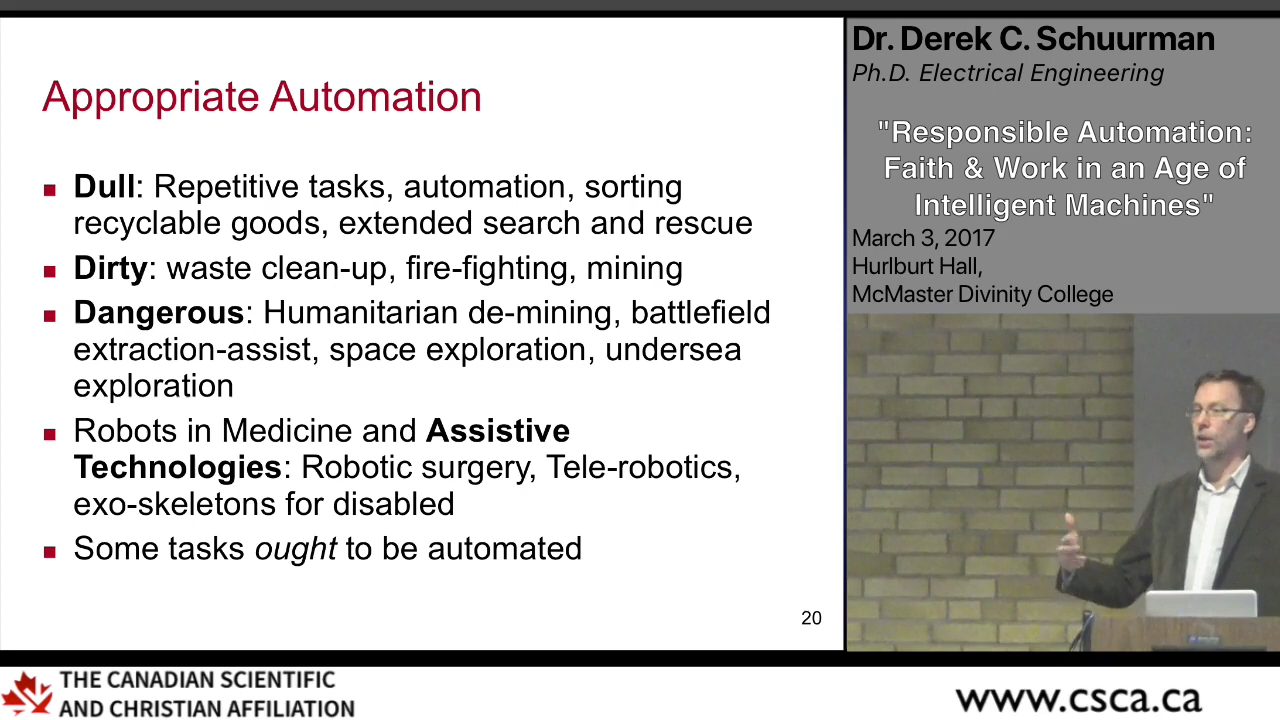 Appropriate Automation
Dull: Repetitive tasks, automation, sorting
recyclable goods, extended search and rescue
Dirty: waste clean-up, fire-fighting, mining
Dangerous: Humanitarian de-mining, battlefield
extraction-assist, space exploration, undersea
exploration
Robots in Medicine and Assistive
Technologies: Robotic surgery, Tele-robotics,
exo-skeletons for disabled
Some tasks ought to be automated
20
Dr. Derek C. Schuurman
Ph.D. Electrical Engineering
"Responsible Automation:
Faith & Work in an Age of
Intelligent Machines"
March 3, 2017
Hurlburt Hall,
McMaster Divinity College
THE CANADIAN SCIENTIFIC
AND CHRISTIAN AFFILIATION
www.csca.ca